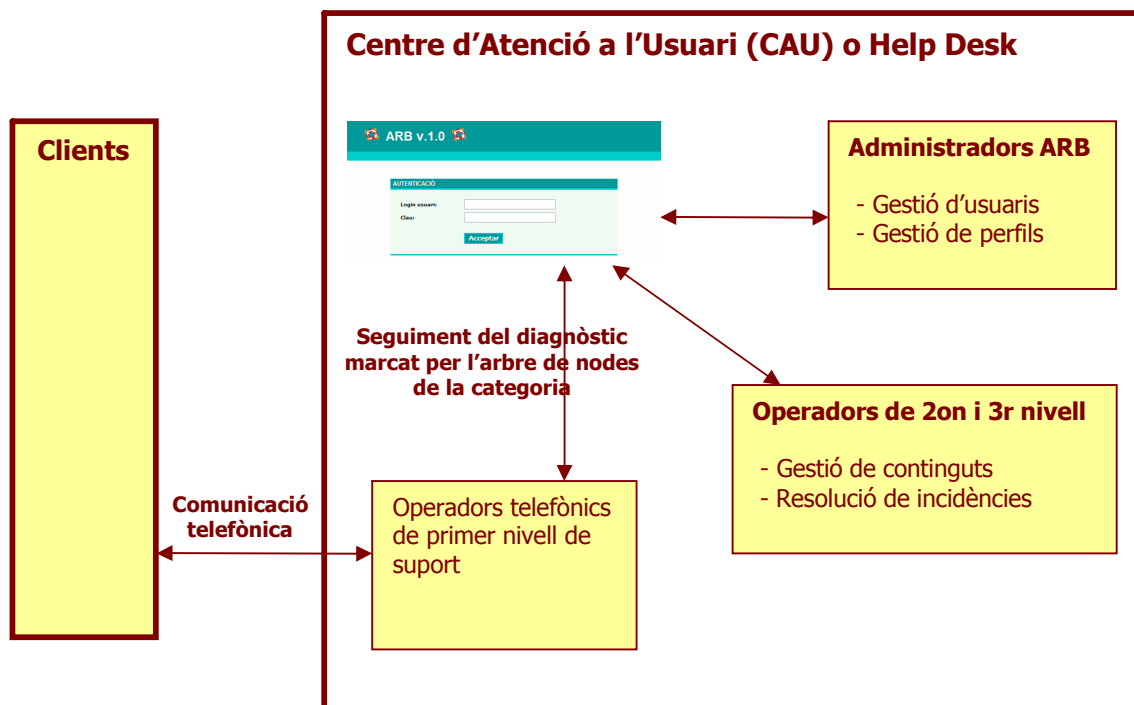 Centre d'Atenció a l'Usuari (CAU) o Help Desk
Clients
ARB v.1.0
AUTENTICACIÓ
Login usuari:
Clau:
Acceptar
Administradors ARB
- Gestió d'usuaris
- Gestió de perfils
Seguiment del diagnòstic
marcat per l'arbre de nodes
de la categoria
Operadors de 2on i 3r nivell
- Gestió de continguts
- Resolució de incidències
Comunicació
telefònica
Operadors telefònics
de primer nivell de
suport